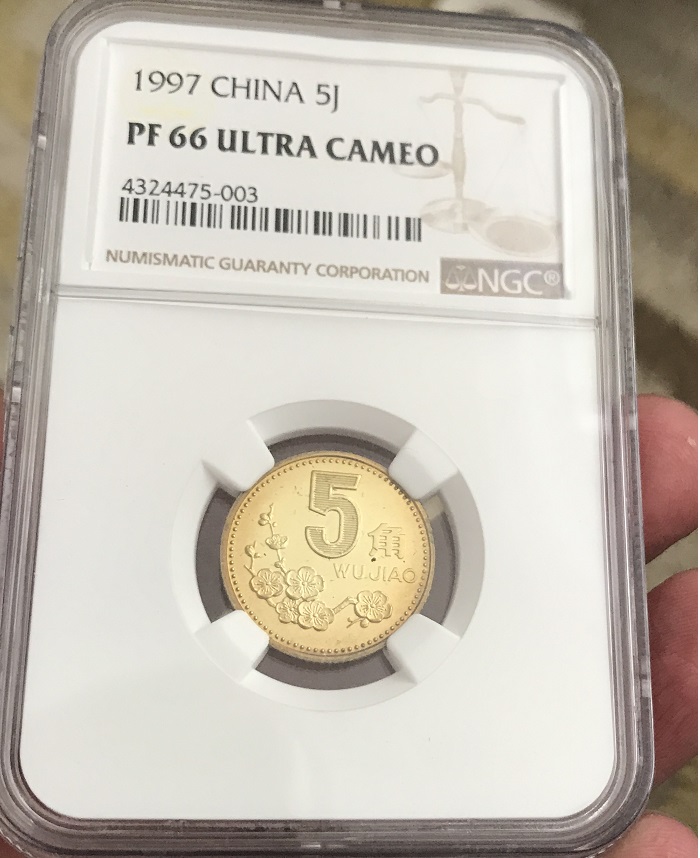 1997 CHINA 5J
PF 66 ULTRA CAMEO
4324475-003
NUMISMATIC GUARANTY CORPORATION
NGC®
5角
WU JIAO